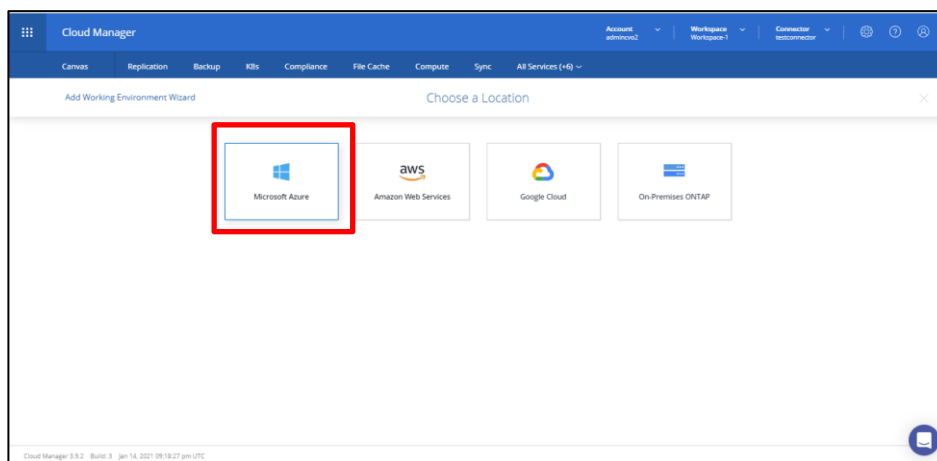 Cloud Manager
Account
admincvo2
Workspace
Workspace-1
Connector
testconnector
Canvas Replication Backup K8s Compliance File Cache Compute Sync All Services (+6)
Add Working Environment Wizard
Choose a Location
Microsoft Azure
aws
Amazon Web Services
Google Cloud
On-Premises ONTAP
Cloud Manager 3.9.2 Build: 3 Jan 14, 2021 09:18:27 pm UTC